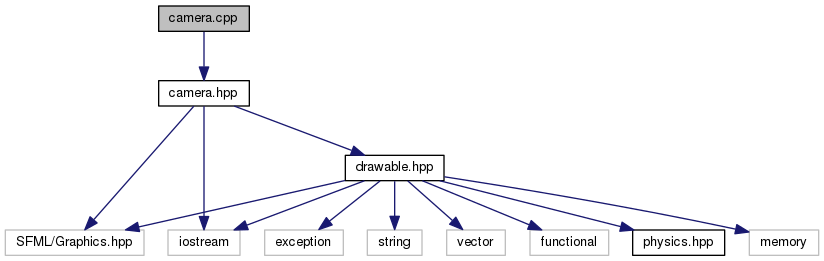 camera.cpp
camera.hpp
drawable.hpp
SFML/Graphics.hpp
iostream
exception
string
vector
functional
physics.hpp
memory